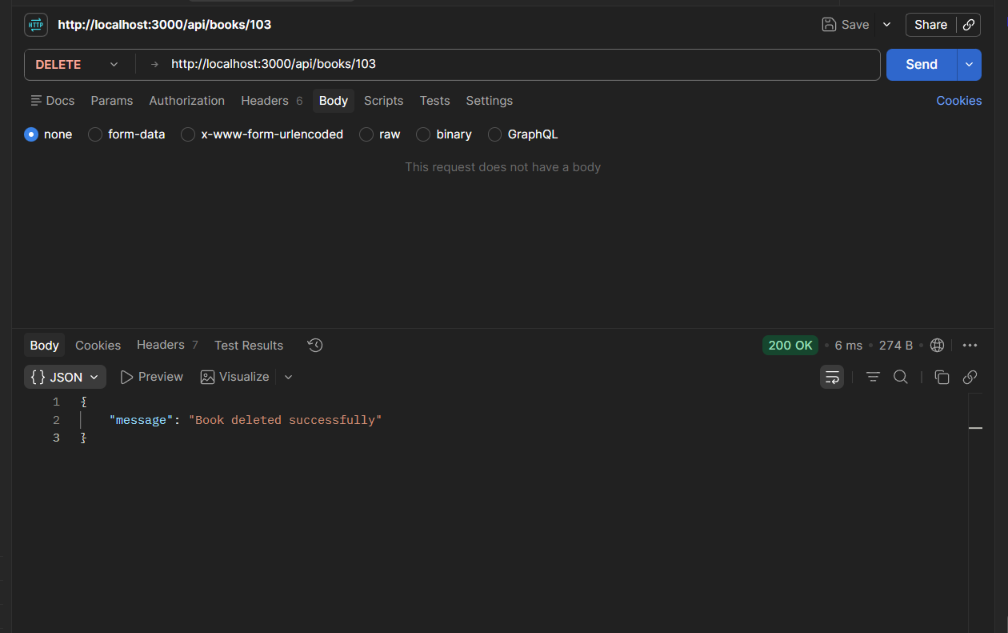 HTTP http://localhost:3000/api/books/103 Save Share
DELETE → http://localhost:3000/api/books/103 Send
Docs Params Authorization Headers 6 Body Scripts Tests Settings Cookies
none form-data x-www-form-urlencoded raw binary GraphQL
This request does not have a body
Body Cookies Headers 7 Test Results 200 OK • 6 ms • 274 B •
{} JSON Preview Visualize
1 {
2 "message": "Book deleted successfully"
3 }